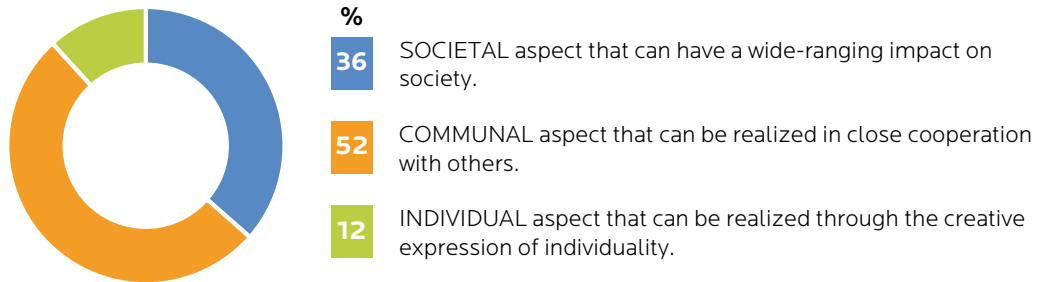 %
36
SOCIETAL aspect that can have a wide-ranging impact on
society.
52
COMMUNAL aspect that can be realized in close cooperation
with others.
12
INDIVIDUAL aspect that can be realized through the creative
expression of individuality.